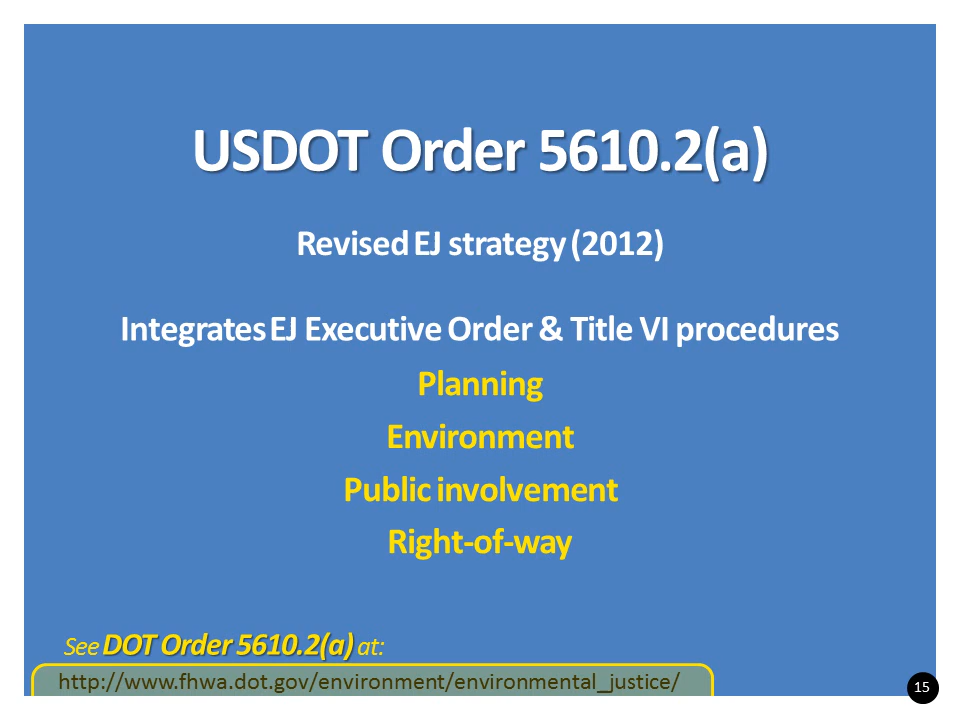 USDOT Order 5610.2(a)
Revised EJ strategy (2012)
Integrates EJ Executive Order & Title VI procedures
Planning
Environment
Public involvement
Right-of-way
See DOT Order 5610.2(a) at:
http://www.fhwa.dot.gov/environment/environmental_justice/
15